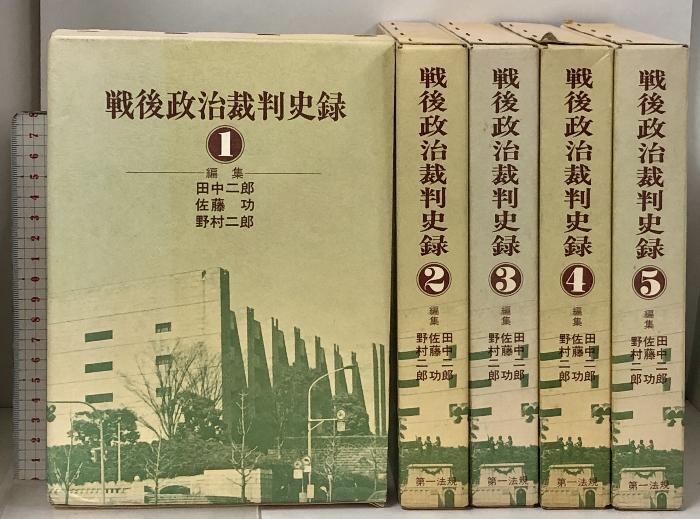 戦後政治裁判史録
1
編集
田中二郎
佐藤 功
野村二郎
戦後政治裁判史録
2
編集
田中二郎
佐藤 功
野村二郎
第一法規
戦後政治裁判史録
3
編集
田中二郎
佐藤 功
野村二郎
第一法規
戦後政治裁判史録
4
編集
田中二郎
佐藤 功
野村二郎
第一法規
戦後政治裁判史録
5
編集
田中二郎
佐藤 功
野村二郎
第一法規